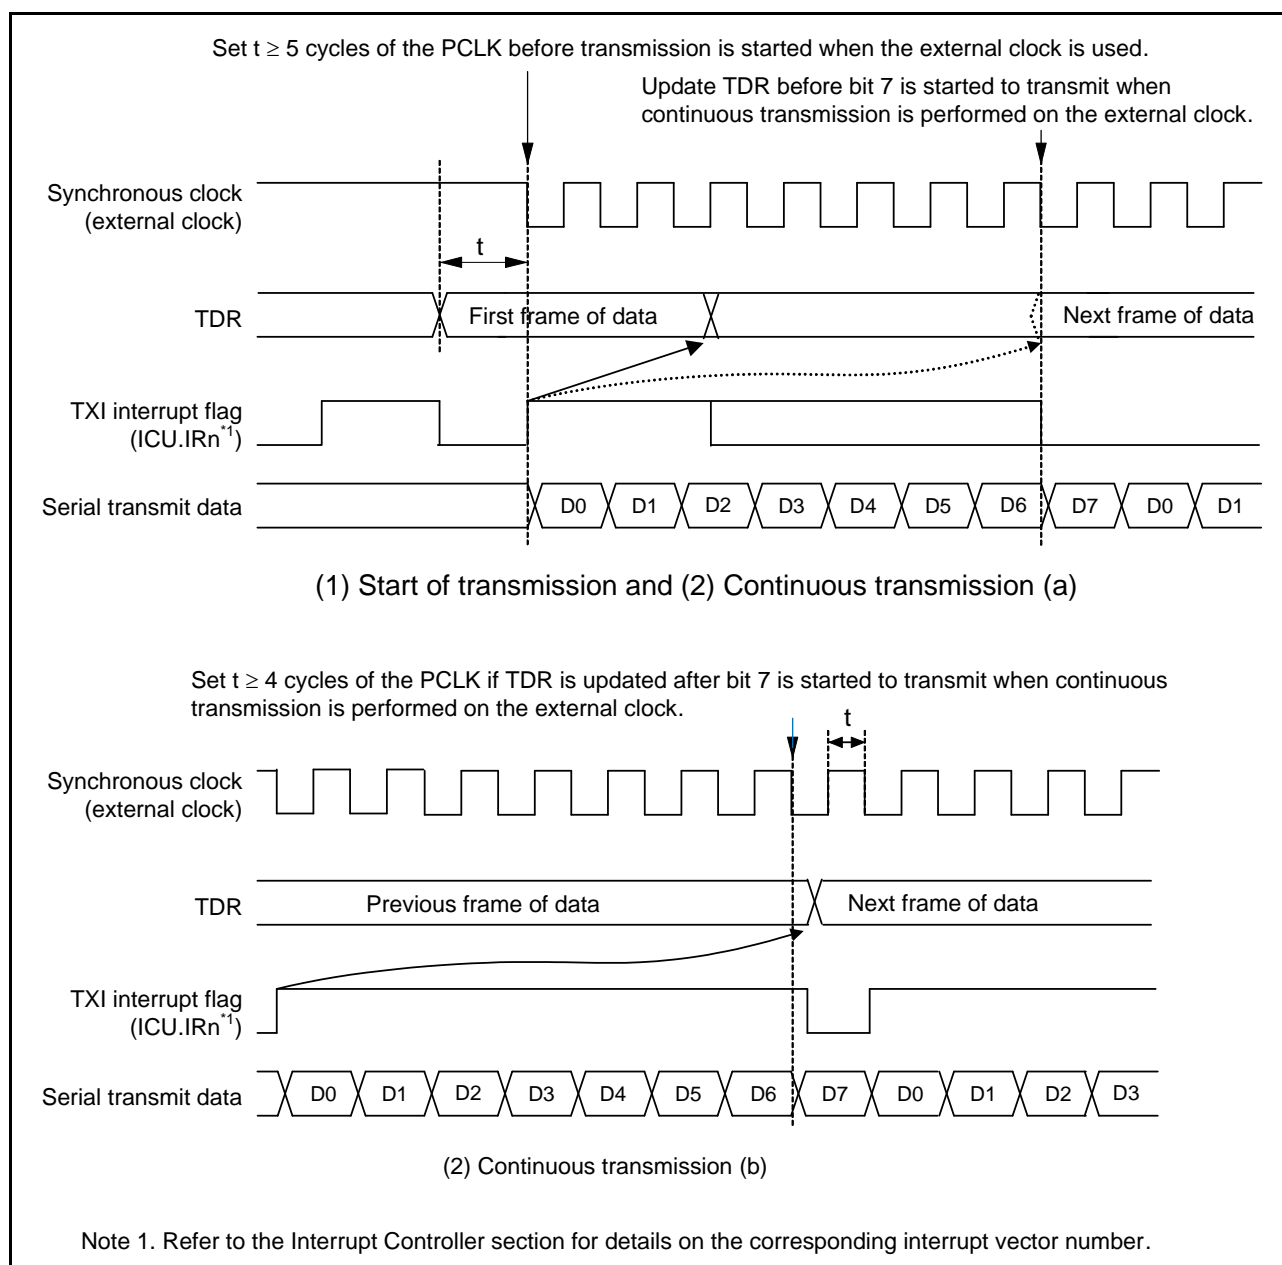 Set t ≥ 5 cycles of the PCLK before transmission is started when the external clock is used.
Update TDR before bit 7 is started to transmit when
continuous transmission is performed on the external clock.
Synchronous clock
(external clock)
t
TDR
First frame of data
Next frame of data
TXI interrupt flag
(ICU.IRn*1)
Serial transmit data
D0 D1 D2 D3 D4 D5 D6 D7 D0 D1
(1) Start of transmission and (2) Continuous transmission (a)
Set t ≥ 4 cycles of the PCLK if TDR is updated after bit 7 is started to transmit when continuous
transmission is performed on the external clock.
t
Synchronous clock
(external clock)
TDR
Previous frame of data
Next frame of data
TXI interrupt flag
(ICU.IRn*1)
Serial transmit data
D0 D1 D2 D3 D4 D5 D6 D7 D0 D1 D2 D3
(2) Continuous transmission (b)
Note 1. Refer to the Interrupt Controller section for details on the corresponding interrupt vector number.